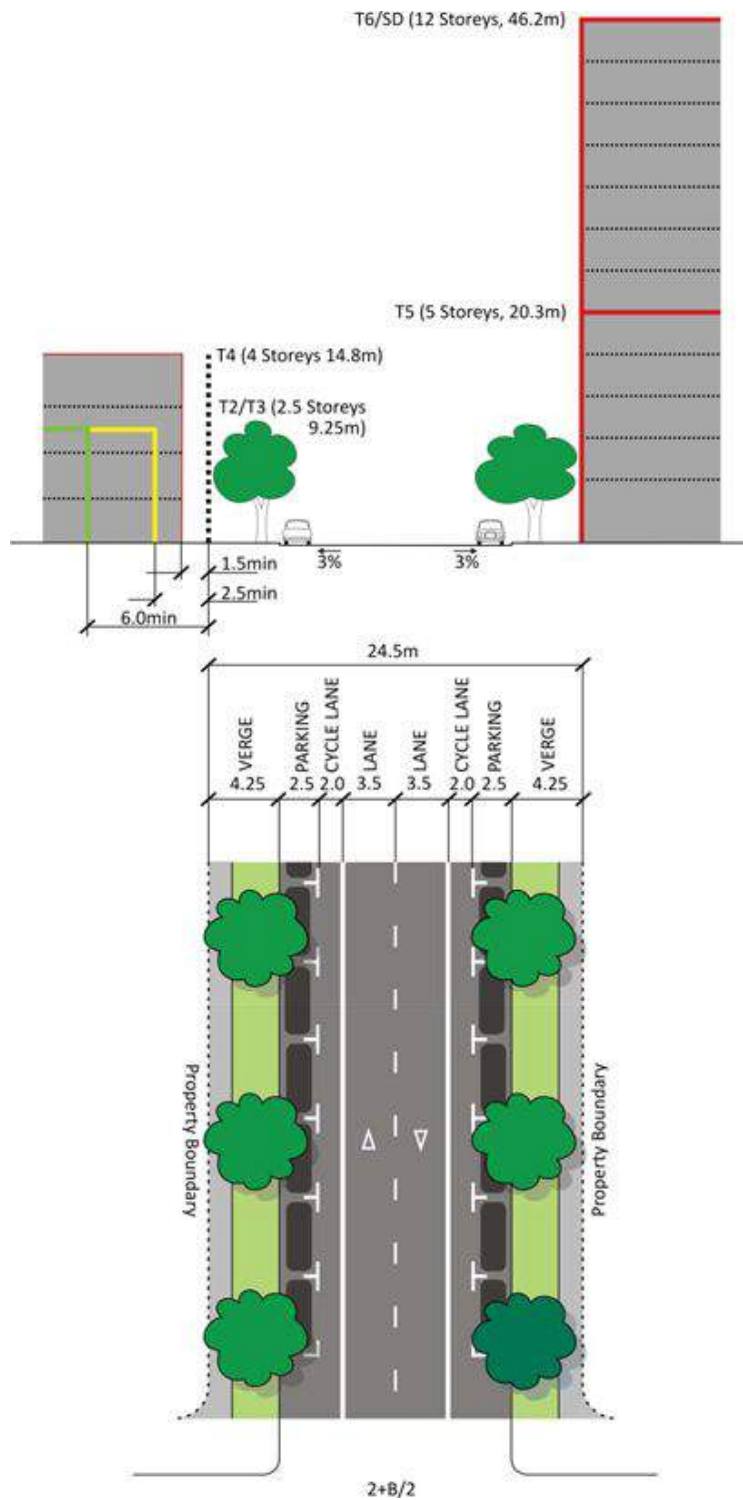 T6/SD (12 Storeys, 46.2m)
T5 (5 Storeys, 20.3m)
T4 (4 Storeys 14.8m)
T2/T3 (2.5 Storeys
9.25m)
3%
3%
1.5min
2.5min
6.0min
24.5m
VERGE
PARKING
CYCLE LANE
LANE
LANE
CYCLE LANE
PARKING
VERGE
4.25
2.5
2.0
3.5
3.5
2.0
2.5
4.25
Property Boundary
Property Boundary
2+B/2